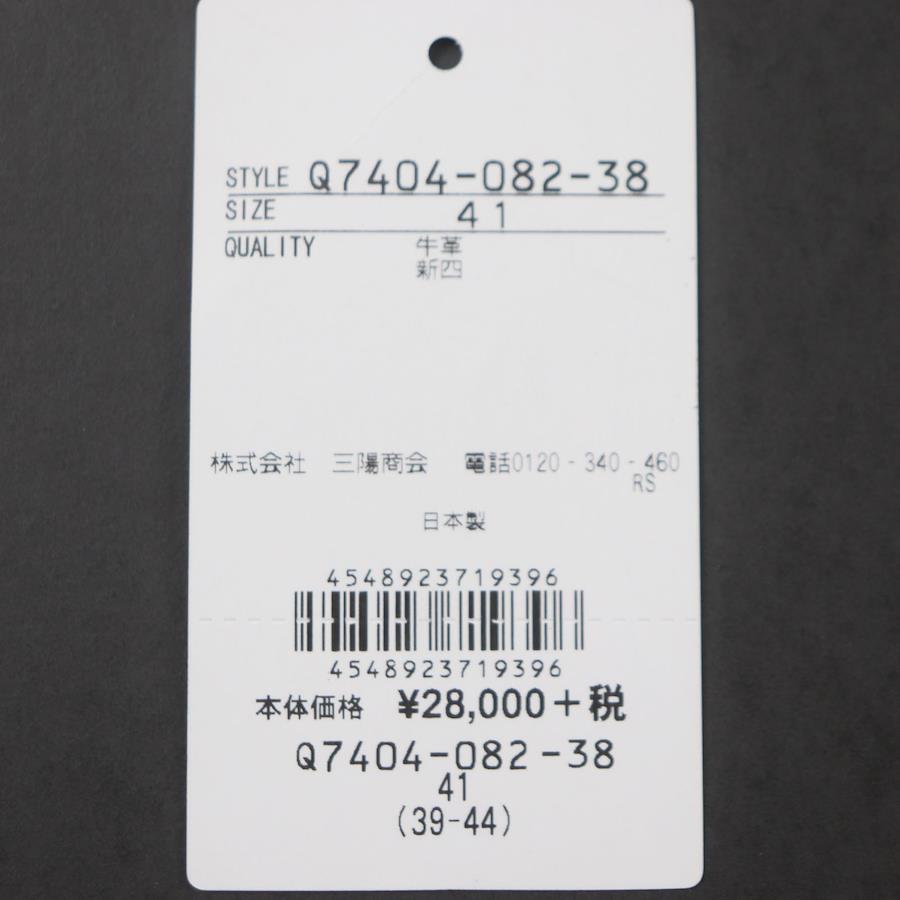 STYLE Q7404-082-38
SIZE 41
QUALITY 牛革
新四
株式会社 三陽商会 電話0120-340-460
RS
日本製
4548923719396
4548923719396
本体価格 ¥28,000+税
Q7404-082-38
41
(39-44)